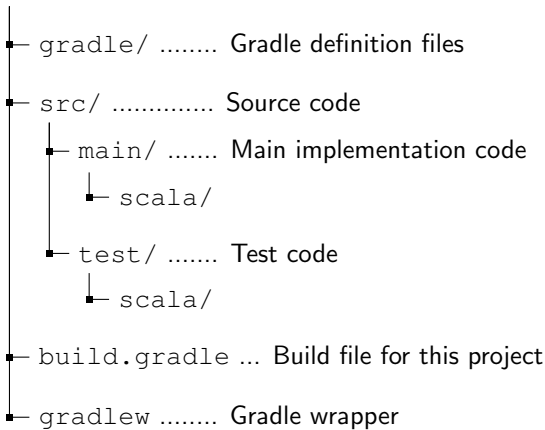 gradle/ ........ Gradle definition files
src/ .............. Source code
main/ ....... Main implementation code
scala/
test/ ....... Test code
scala/
build.gradle ... Build file for this project
gradlew ........ Gradle wrapper